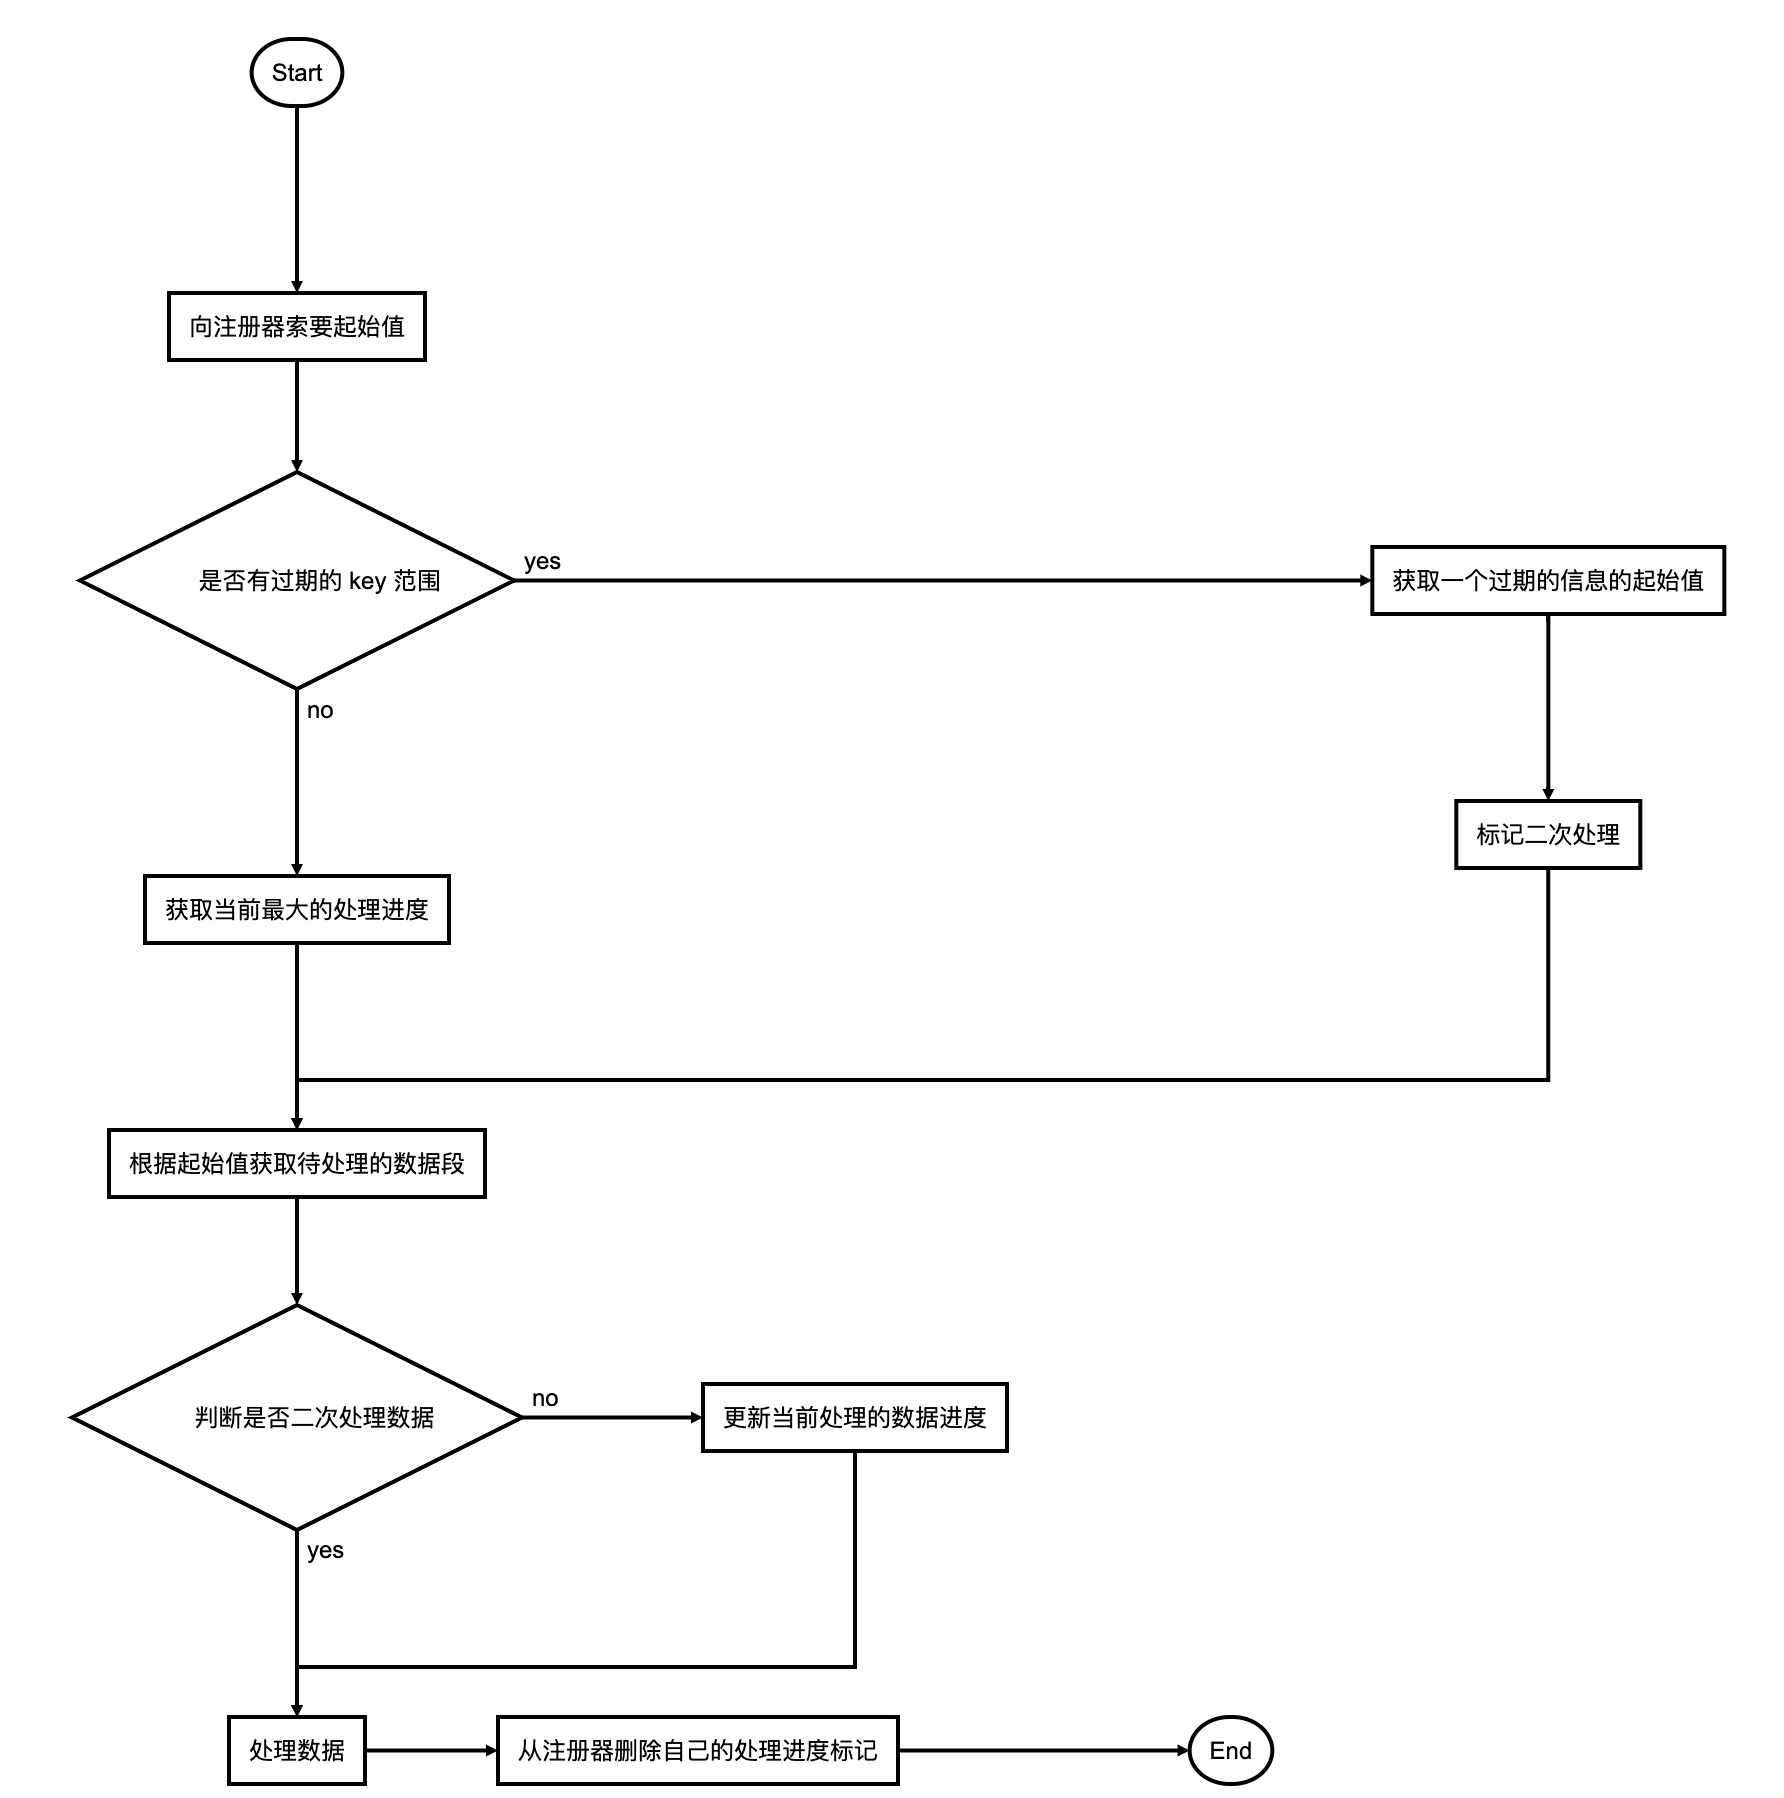 Start
向注册器索要起始值
是否有过期的 key 范围
yes
获取一个过期的信息的起始值
no
标记二次处理
获取当前最大的处理进度
根据起始值获取待处理的数据段
判断是否二次处理数据
no
更新当前处理的数据进度
yes
处理数据
从注册器删除自己的处理进度标记
End